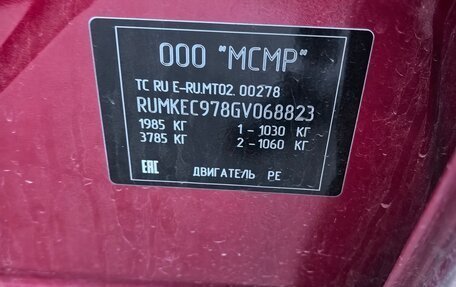 ООО "МСМР"
ТС RU E-RU.MT02.00278
RUMKEC978GV068823
1985 КГ 1 - 1030 КГ
3785 КГ 2 - 1060 КГ
EAC ДВИГАТЕЛЬ PE